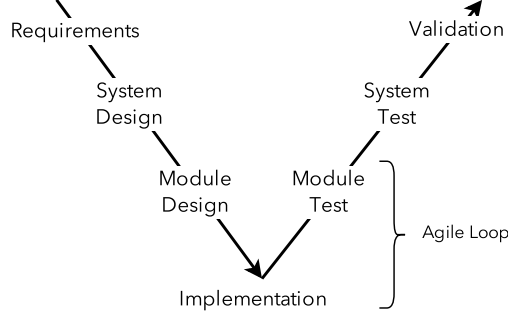 Requirements
Validation
System
Design
System
Test
Module
Design
Module
Test
Agile Loop
Implementation